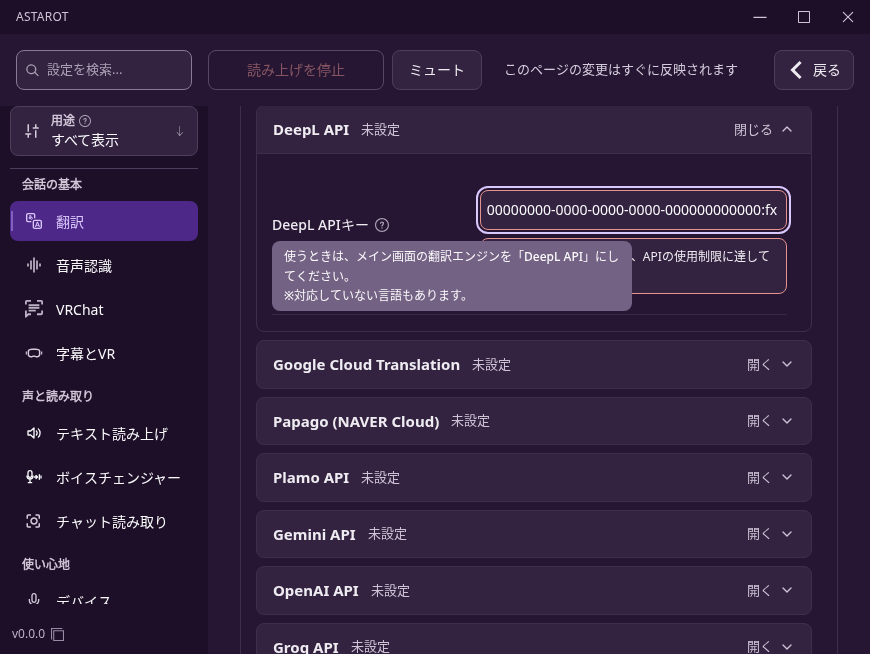 ASTAROT
設定を検索...
読み上げを停止
ミュート
このページの変更はすぐに反映されます
戻る
用途
すべて表示
会話の基本
翻訳
音声認識
VRChat
字幕とVR
声と読み取り
テキスト読み上げ
ボイスチェンジャー
チャット読み取り
使い心地
デバイス
v0.0.0
DeepL API 未設定
閉じる
DeepL APIキー
00000000-0000-0000-0000-000000000000:fx
使うときは、メイン画面の翻訳エンジンを「DeepL API」にし
てください。
※対応していない言語もあります。
、APIの使用制限に達して
Google Cloud Translation 未設定
開く
Papago (NAVER Cloud) 未設定
開く
Plamo API 未設定
開く
Gemini API 未設定
開く
OpenAI API 未設定
開く
Groq API 未設定
開く